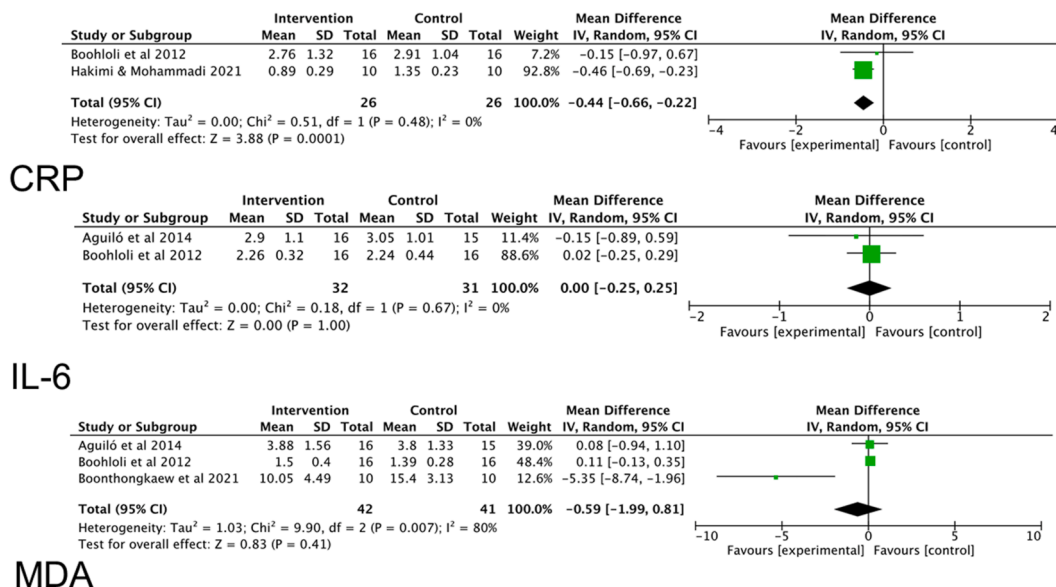 Intervention Control Mean Difference Mean Difference
Study or Subgroup Mean SD Total Mean SD Total Weight IV, Random, 95% CI IV, Random, 95% CI
Boohloli et al 2012 2.76 1.32 16 2.91 1.04 16 7.2% −0.15 [−0.97, 0.67]
Hakimi & Mohammadi 2021 0.89 0.29 10 1.35 0.23 10 92.8% −0.46 [−0.69, −0.23]
Total (95% CI) 26 26 100.0% −0.44 [−0.66, −0.22]
Heterogeneity: Tau² = 0.00; Chi² = 0.51, df = 1 (P = 0.48); I² = 0%
Test for overall effect: Z = 3.88 (P = 0.0001)
−4 −2 0 2 4
Favours [experimental] Favours [control]
CRP
Intervention Control Mean Difference Mean Difference
Study or Subgroup Mean SD Total Mean SD Total Weight IV, Random, 95% CI IV, Random, 95% CI
Aguiló et al 2014 2.9 1.1 16 3.05 1.01 15 11.4% −0.15 [−0.89, 0.59]
Boohloli et al 2012 2.26 0.32 16 2.24 0.44 16 88.6% 0.02 [−0.25, 0.29]
Total (95% CI) 32 31 100.0% 0.00 [−0.25, 0.25]
Heterogeneity: Tau² = 0.00; Chi² = 0.18, df = 1 (P = 0.67); I² = 0%
Test for overall effect: Z = 0.00 (P = 1.00)
−2 −1 0 1 2
Favours [experimental] Favours [control]
IL-6
Intervention Control Mean Difference Mean Difference
Study or Subgroup Mean SD Total Mean SD Total Weight IV, Random, 95% CI IV, Random, 95% CI
Aguiló et al 2014 3.88 1.56 16 3.8 1.33 15 39.0% 0.08 [−0.94, 1.10]
Boohloli et al 2012 1.5 0.4 16 1.39 0.28 16 48.4% 0.11 [−0.13, 0.35]
Boonthongkaew et al 2021 10.05 4.49 10 15.4 3.13 10 12.6% −5.35 [−8.74, −1.96]
Total (95% CI) 42 41 100.0% −0.59 [−1.99, 0.81]
Heterogeneity: Tau² = 1.03; Chi² = 9.90, df = 2 (P = 0.007); I² = 80%
Test for overall effect: Z = 0.83 (P = 0.41)
−10 −5 0 5 10
Favours [experimental] Favours [control]
MDA